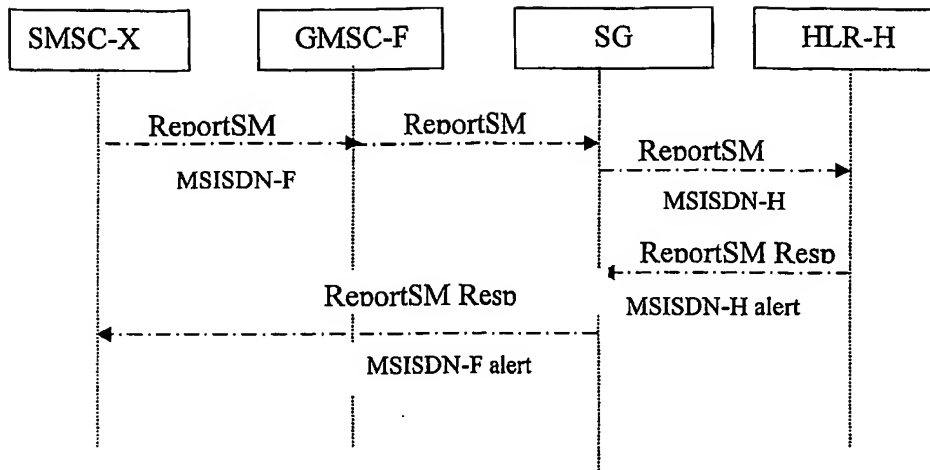 SMSC-X GMSC-F SG HLR-H
ReportSM ReportSM
MSISDN-F
ReportSM
MSISDN-H
ReportSM Resp
MSISDN-H alert
ReportSM Resp
MSISDN-F alert